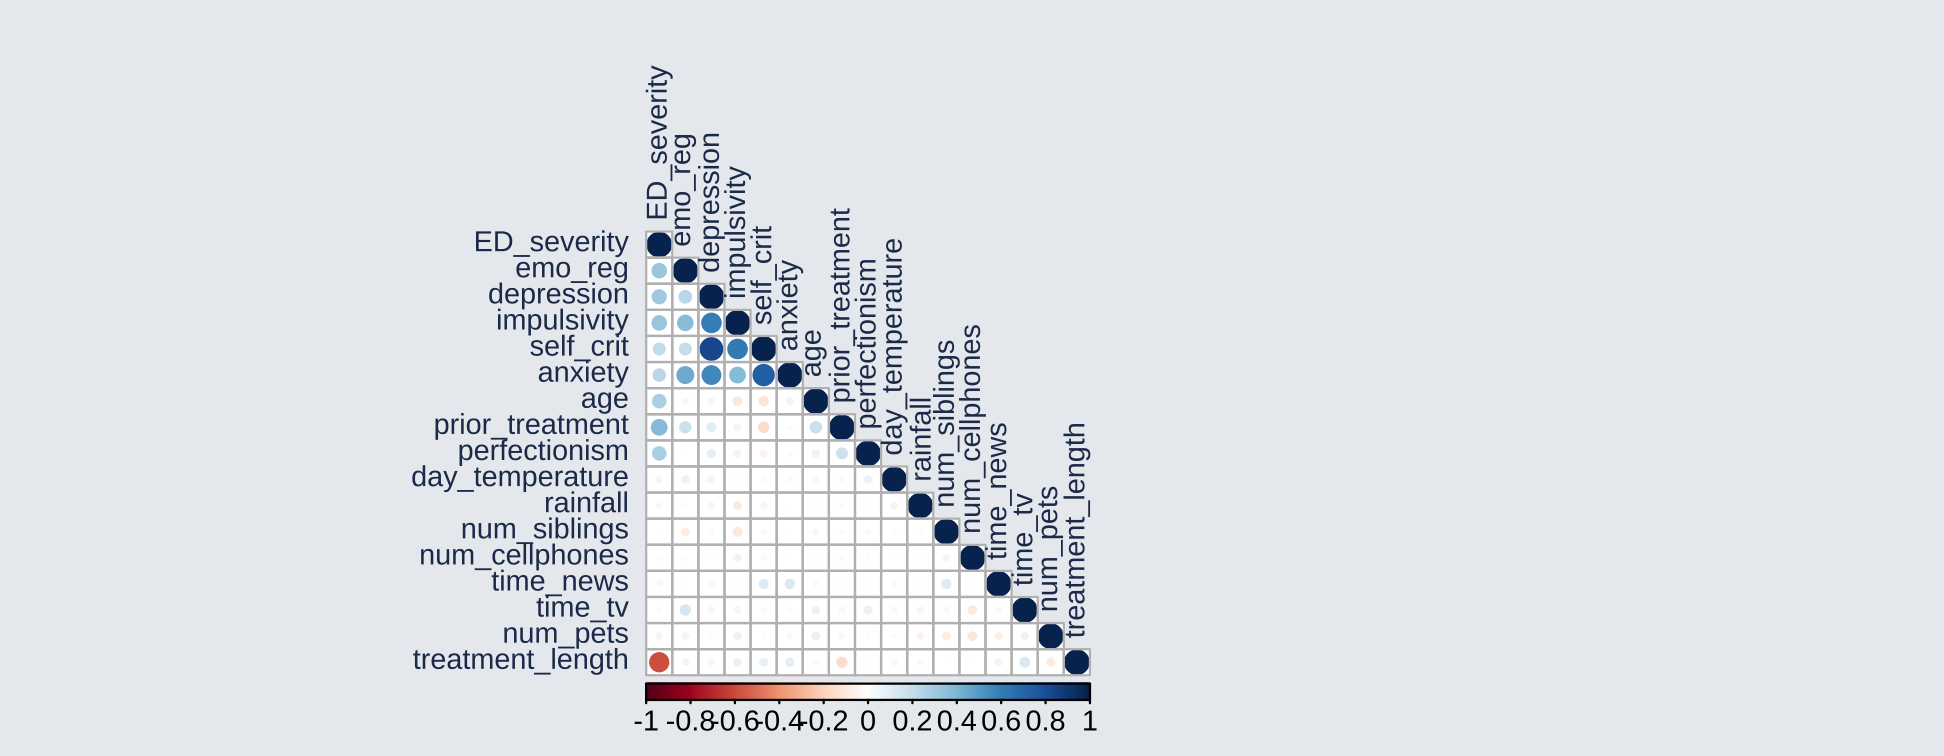 ED_severity
emo_reg
depression
impulsivity
self_crit
anxiety
age
prior_treatment
perfectionism
day_temperature
rainfall
num_siblings
num_cellphones
time_news
time_tv
num_pets
treatment_length
ED_severity
emo_reg
depression
impulsivity
self_crit
anxiety
age
prior_treatment
perfectionism
day_temperature
rainfall
num_siblings
num_cellphones
time_news
time_tv
num_pets
treatment_length
-1 -0.8 -0.6 -0.4 -0.2 0 0.2 0.4 0.6 0.8 1